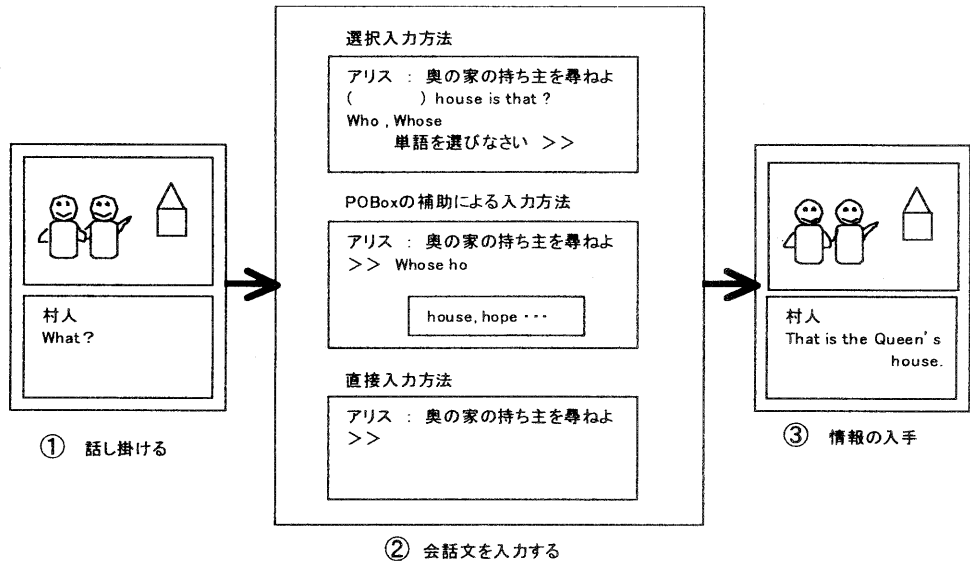 村人
What?
① 話し掛ける
選択入力方法
アリス : 奥の家の持ち主を尋ねよ
( ) house is that ?
Who , Whose
単語を選びなさい >>
POBoxの補助による入力方法
アリス : 奥の家の持ち主を尋ねよ
>> Whose ho
house, hope ･･･
直接入力方法
アリス : 奥の家の持ち主を尋ねよ
>>
② 会話文を入力する
村人
That is the Queen's
house.
③ 情報の入手